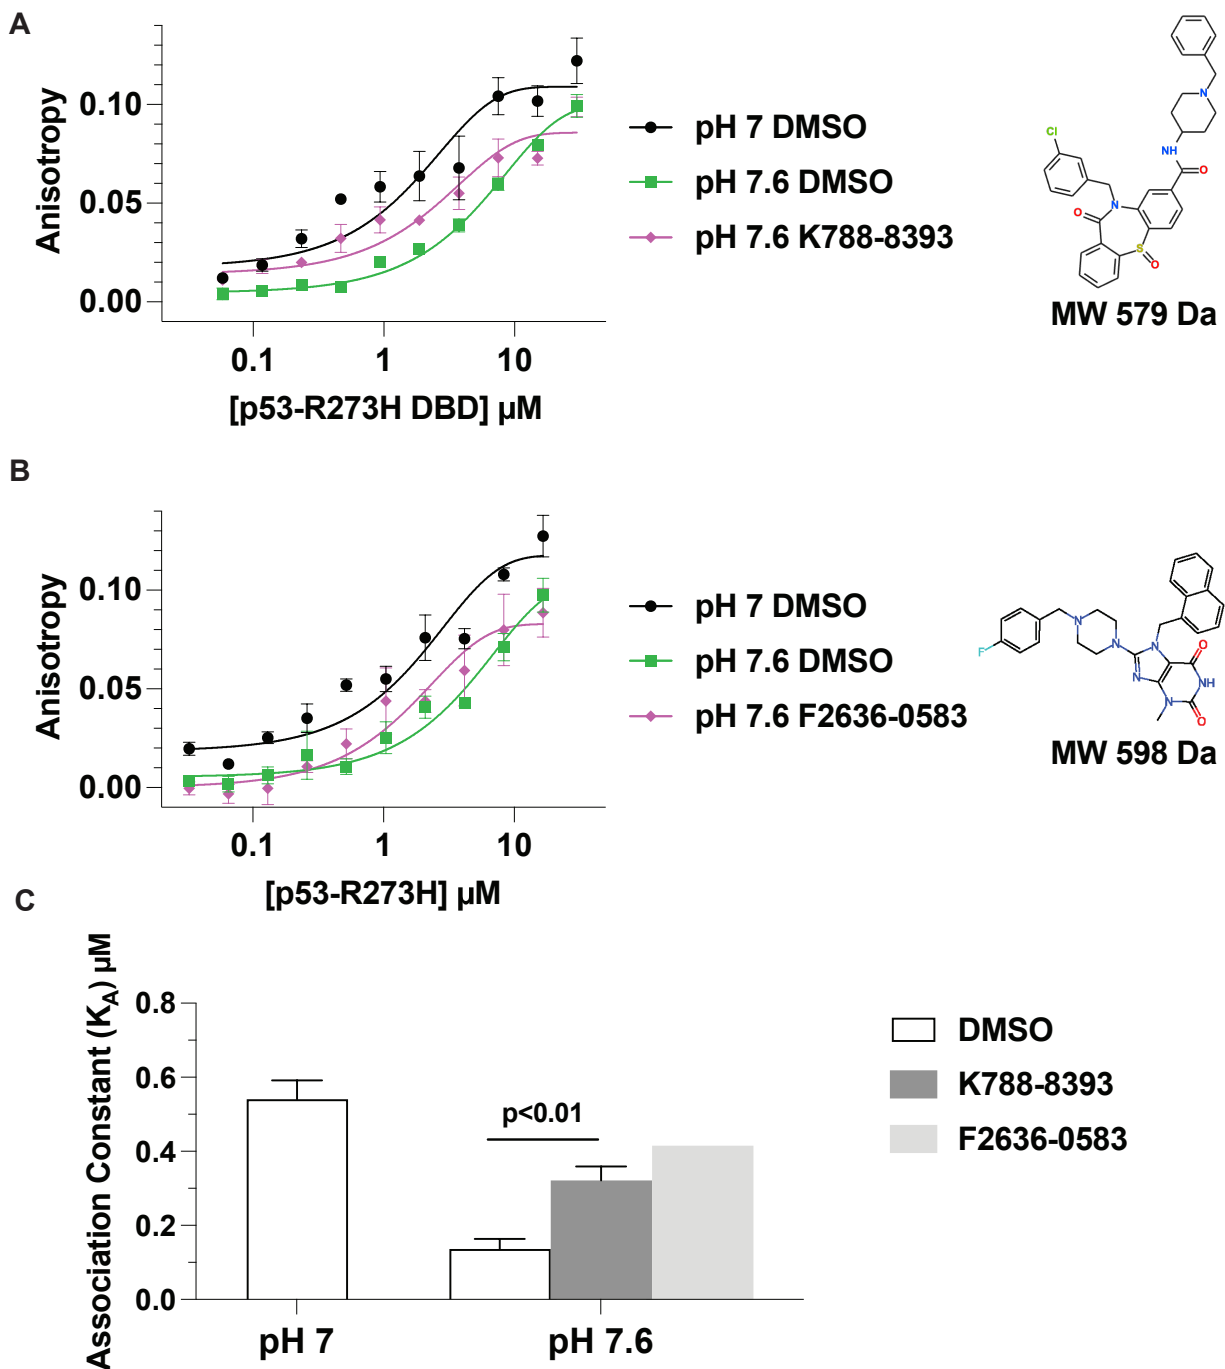 A
Anisotropy
0.10
0.05
0.00
0.1
1
10
[p53-R273H DBD] µM
pH 7 DMSO
pH 7.6 DMSO
pH 7.6 K788-8393
N
NH
O
Cl
N
O
S
O
MW 579 Da
B
Anisotropy
0.10
0.05
0.00
0.1
1
10
[p53-R273H] µM
pH 7 DMSO
pH 7.6 DMSO
pH 7.6 F2636-0583
F
N
N
N
N
N
O
NH
O
MW 598 Da
C
Association Constant (KA) µM
0.8
0.6
0.4
0.2
0.0
p<0.01
pH 7
pH 7.6
DMSO
K788-8393
F2636-0583